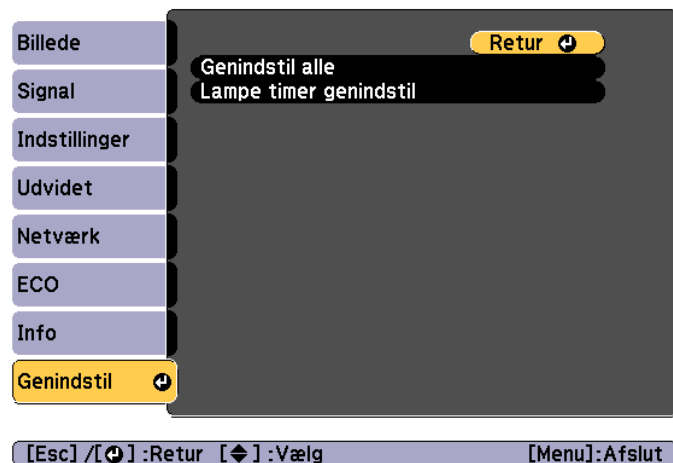 Billede
Signal
Indstillinger
Udvidet
Netværk
ECO
Info
Genindstil
Retur
Genindstil alle
Lampe timer genindstil
[Esc] /[ ] :Retur [ ] :Vælg [Menu]:Afslut